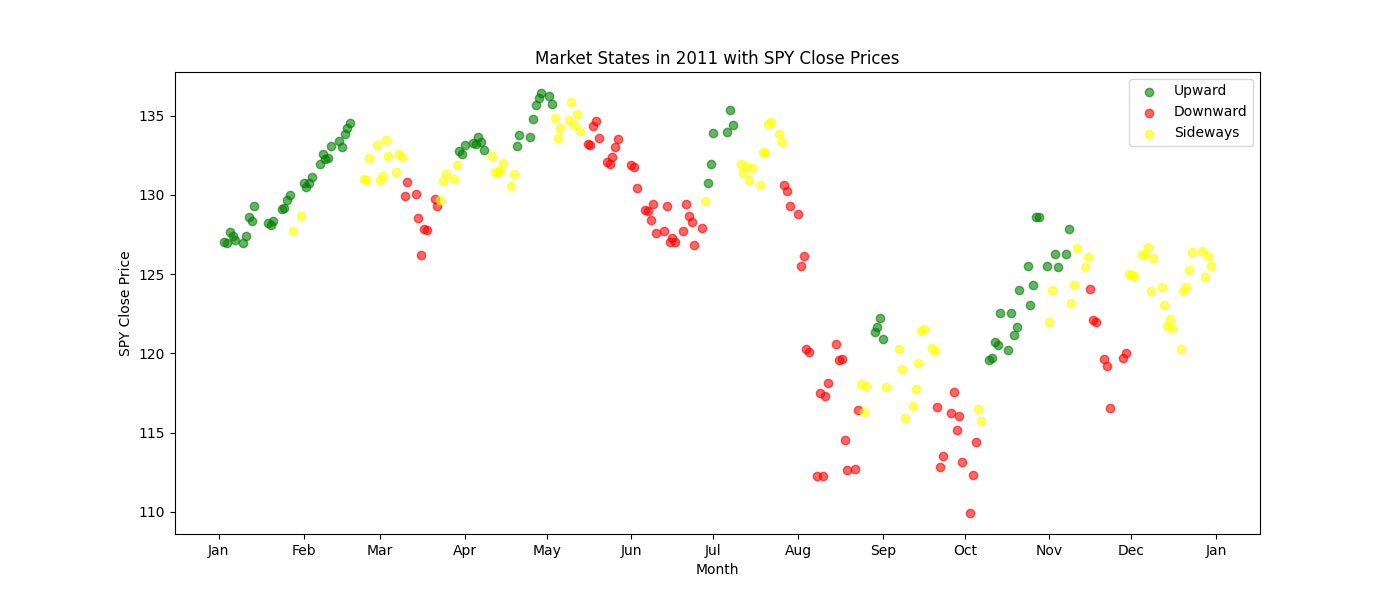 Market States in 2011 with SPY Close Prices
Upward
Downward
Sideways
135
130
125
120
115
110
SPY Close Price
Jan Feb Mar Apr May Jun Jul Aug Sep Oct Nov Dec Jan
Month